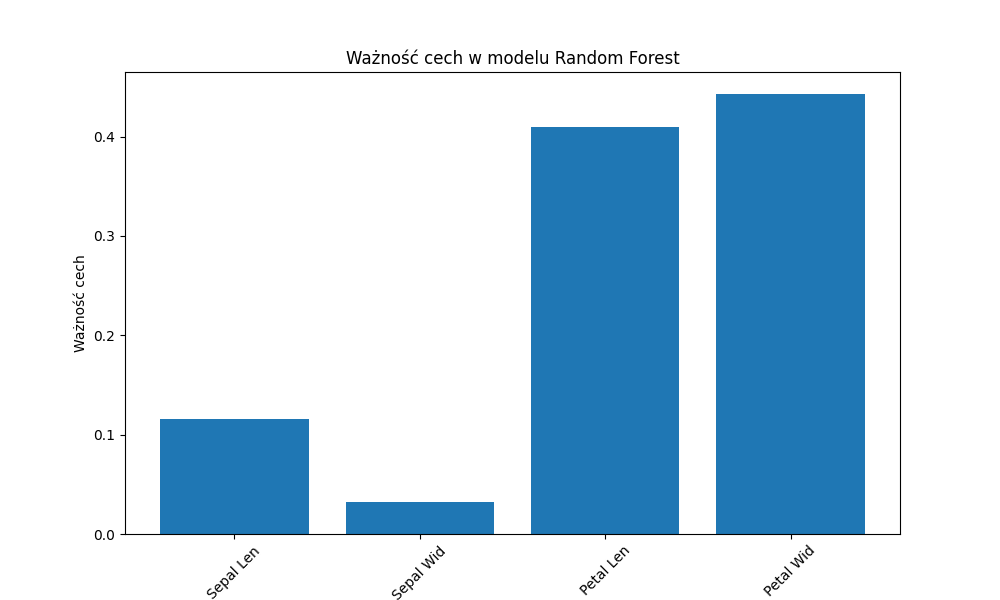 Ważność cech w modelu Random Forest
Ważność cech
0.4
0.3
0.2
0.1
0.0
Sepal Len
Sepal Wid
Petal Len
Petal Wid